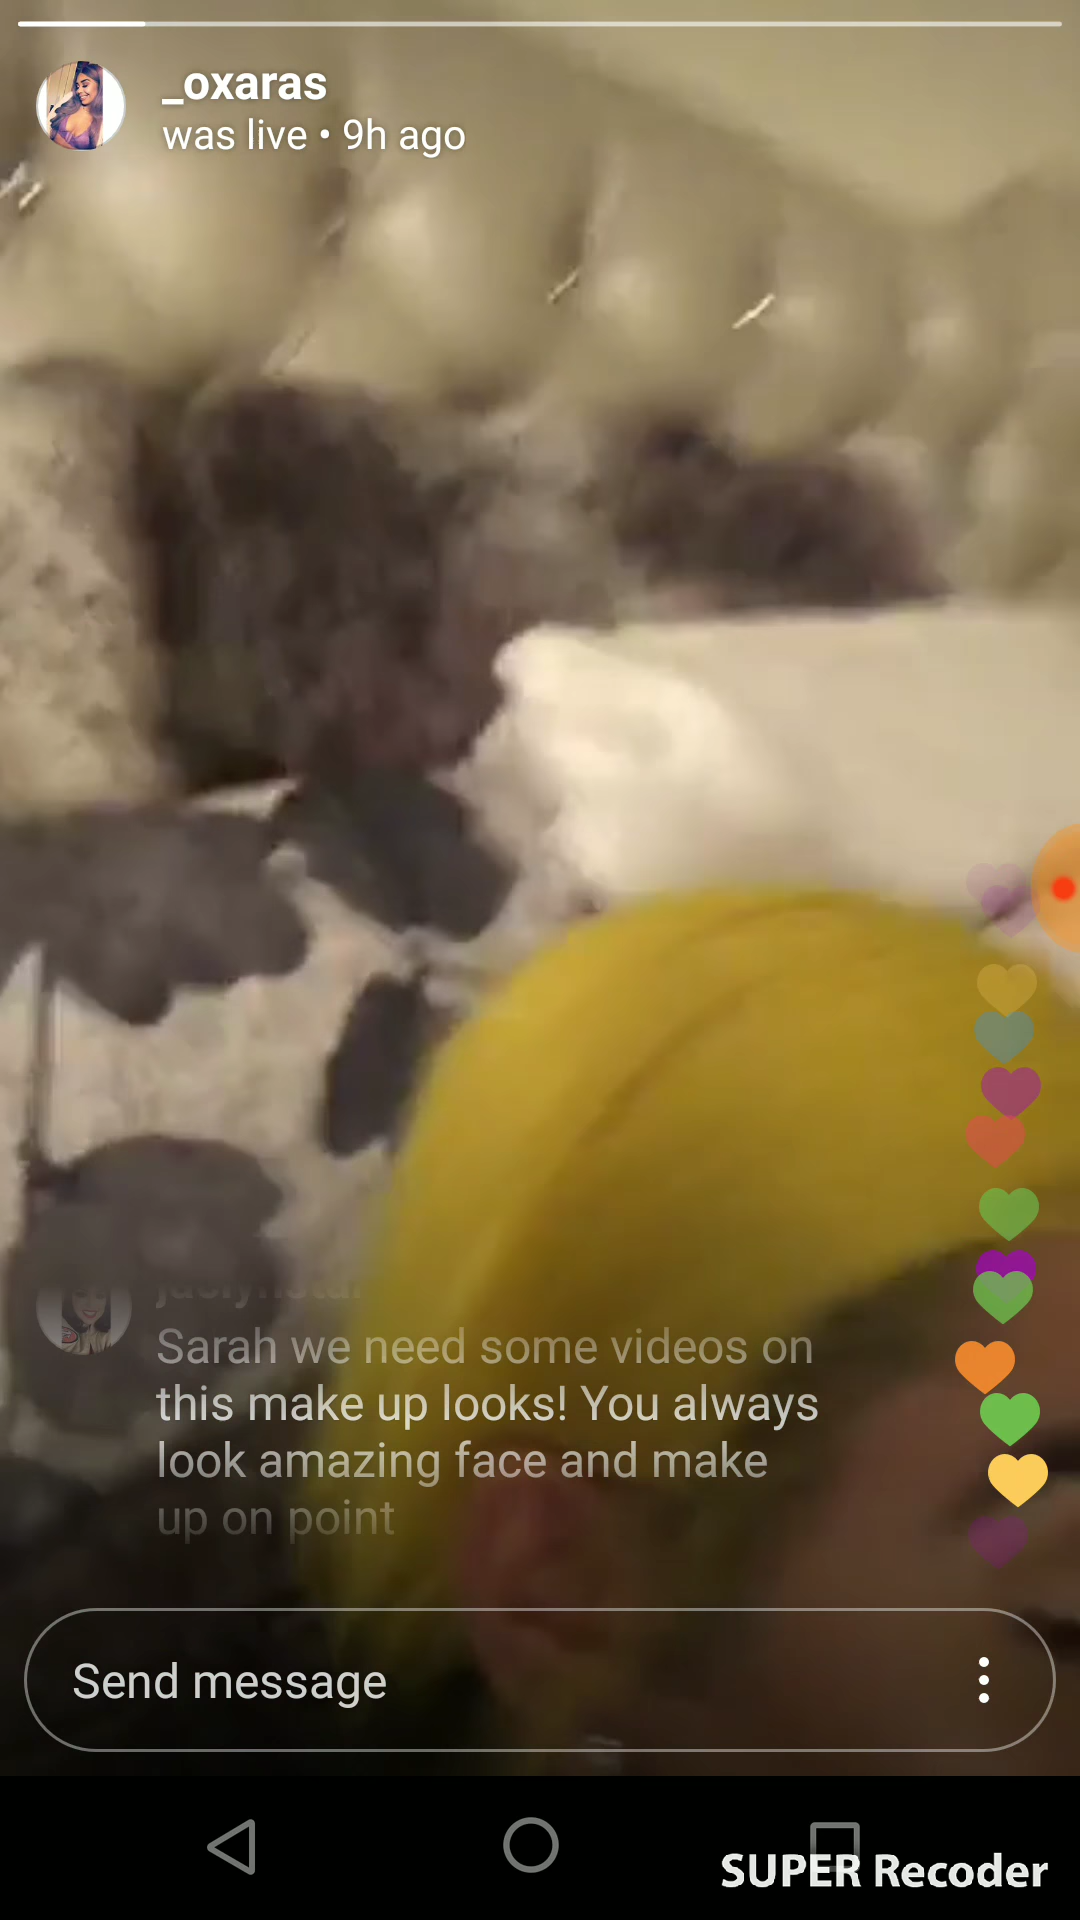 _oxaras
was live • 9h ago
Sarah we need some videos on
this make up looks! You always
look amazing face and make
up on point
Send message
SUPER Recoder